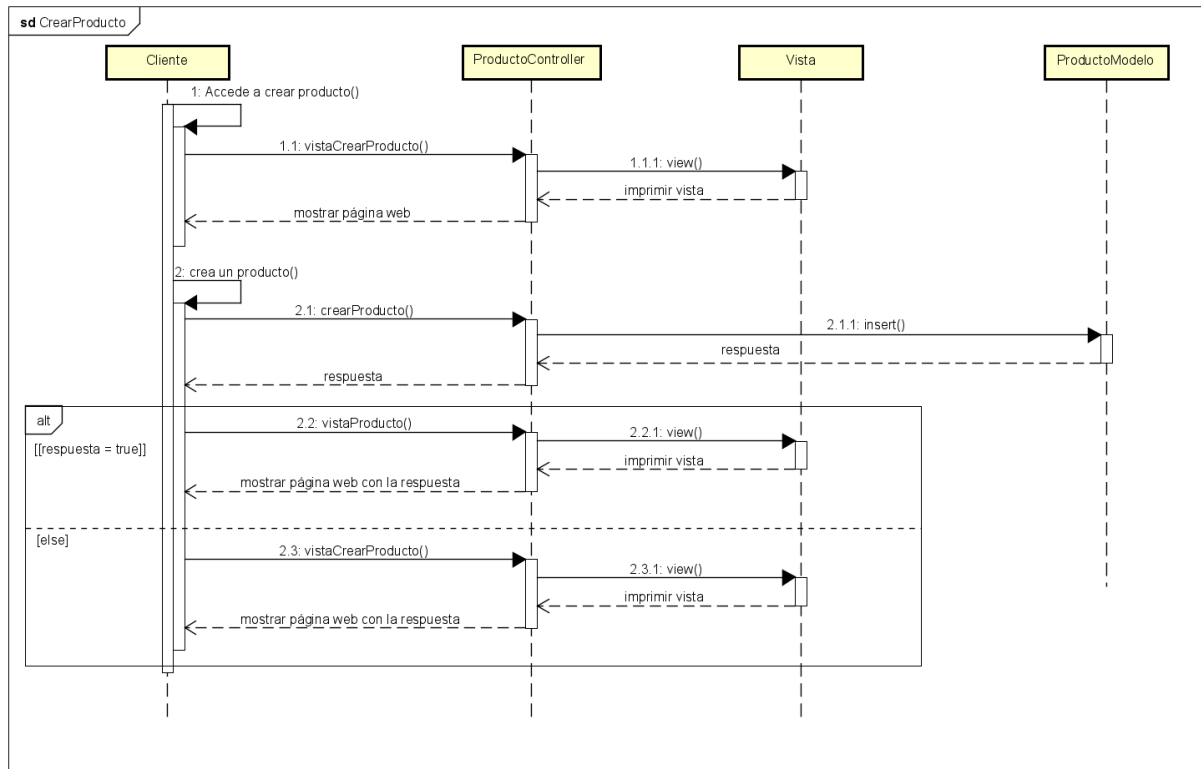 sd CrearProducto
Cliente
ProductoController
Vista
ProductoModelo
1: Accede a crear producto()
1.1: vistaCrearProducto()
1.1.1: view()
imprimir vista
mostrar página web
2: crea un producto()
2.1: crearProducto()
2.1.1: insert()
respuesta
respuesta
alt
[[respuesta = true]]
2.2: vistaProducto()
2.2.1: view()
imprimir vista
mostrar página web con la respuesta
[else]
2.3: vistaCrearProducto()
2.3.1: view()
imprimir vista
mostrar página web con la respuesta